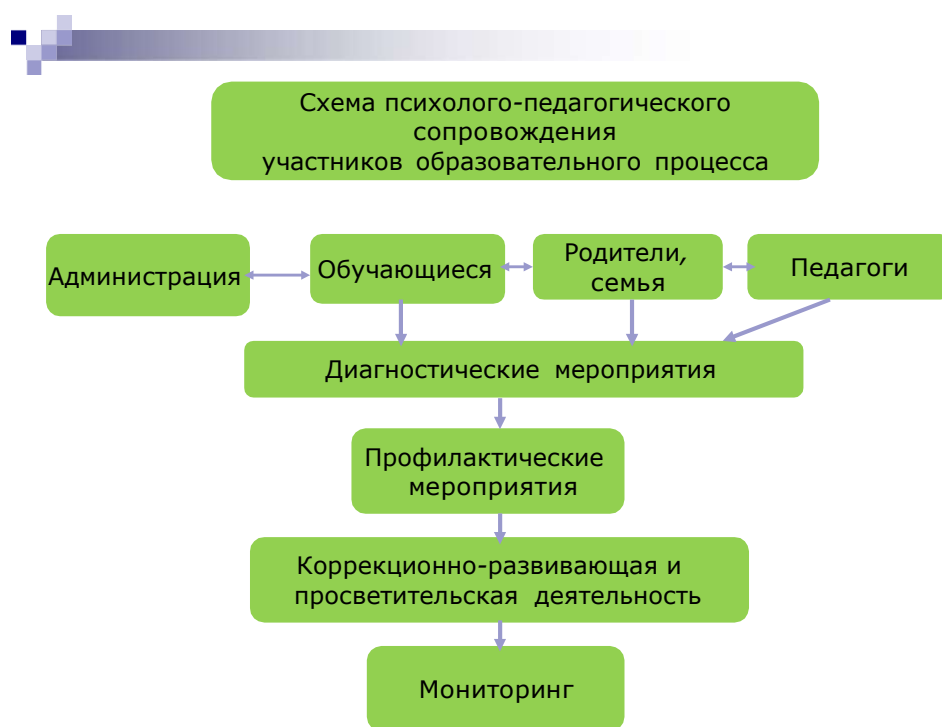 Схема психолого-педагогического
сопровождения
участников образовательного процесса
Администрация
Обучающиеся
Родители,
семья
Педагоги
Диагностические мероприятия
Профилактические
мероприятия
Коррекционно-развивающая и
просветительская деятельность
Мониторинг